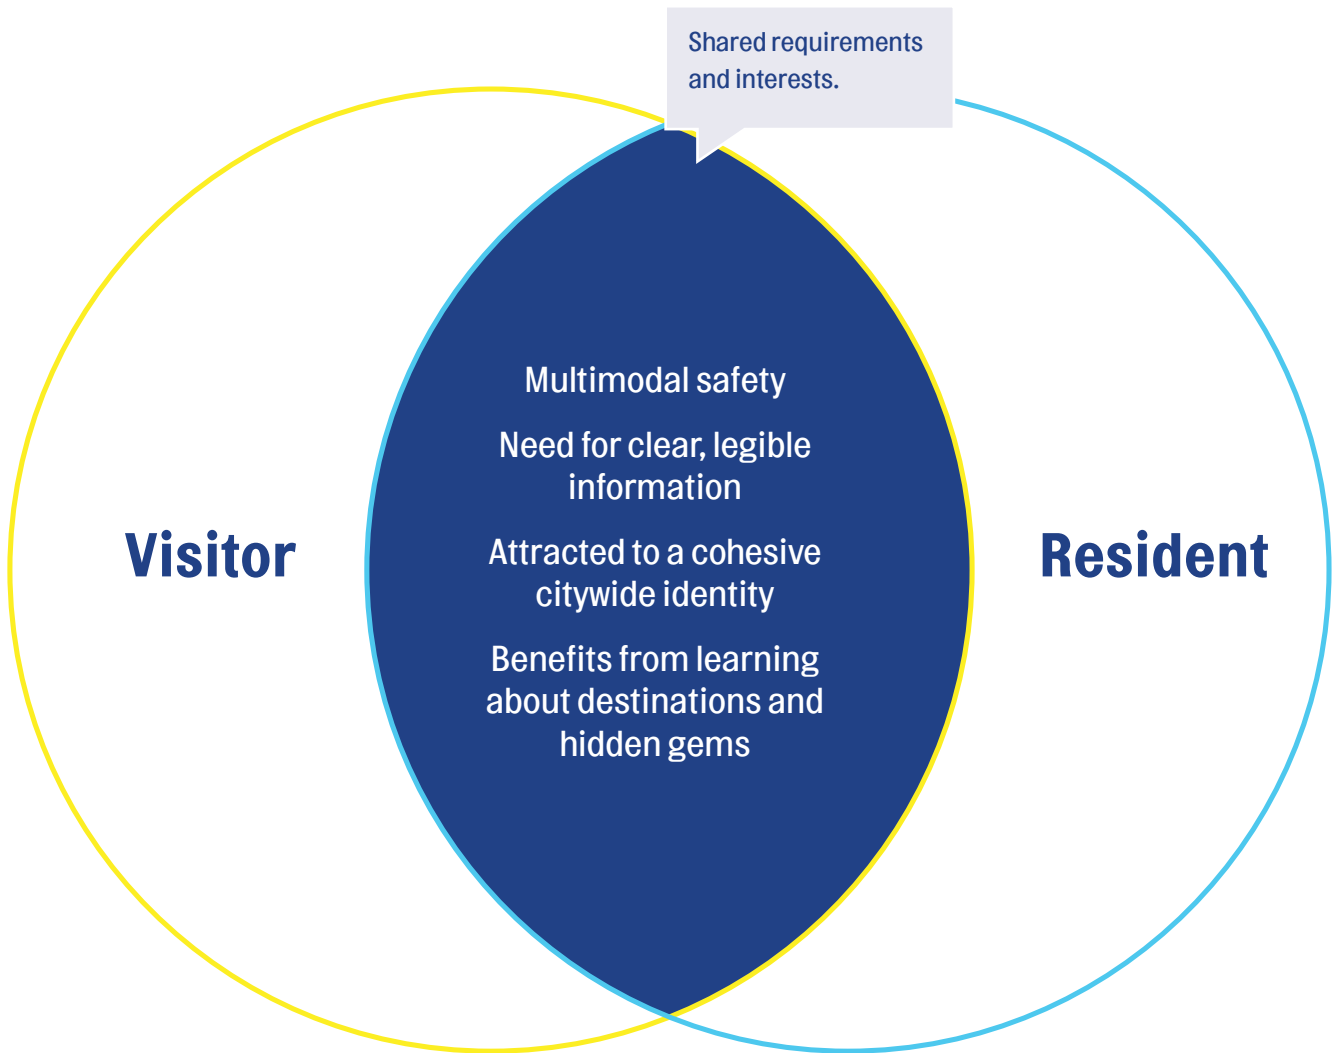 Shared requirements
and interests.
Multimodal safety
Need for clear, legible
information
Attracted to a cohesive
citywide identity
Benefits from learning
about destinations and
hidden gems
Visitor
Resident